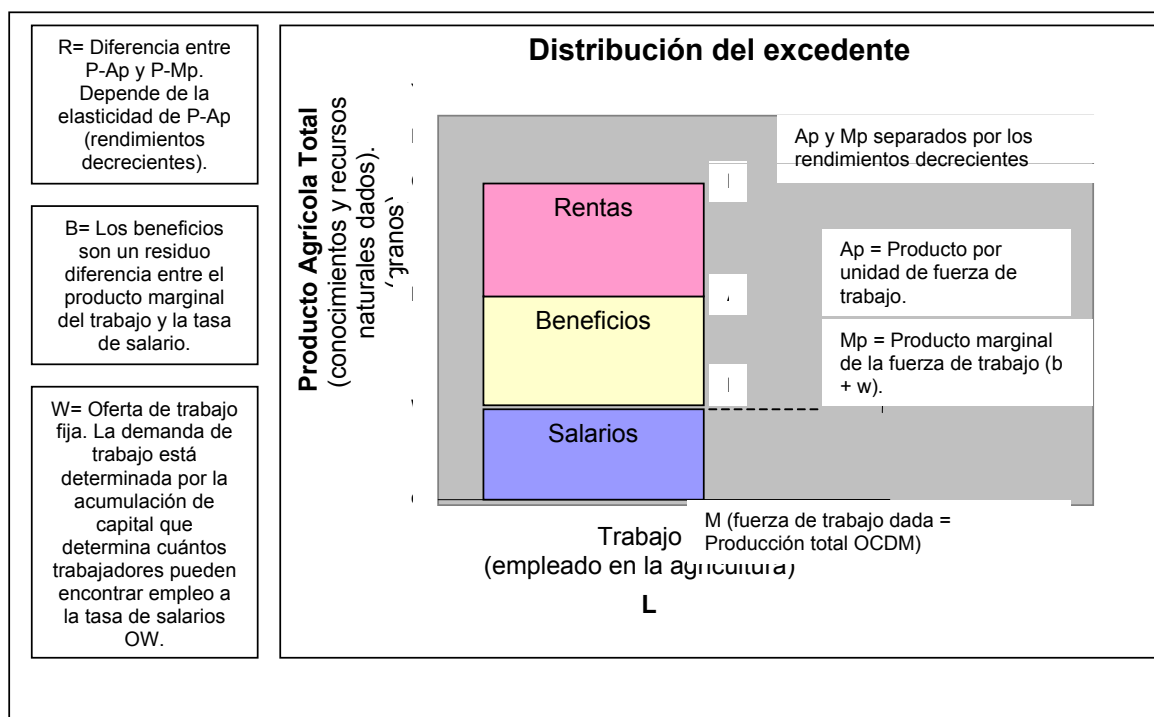 R= Diferencia entre
P-Ap y P-Mp.
Depende de la
elasticidad de P-Ap
(rendimientos
decrecientes).
B= Los beneficios
son un residuo
diferencia entre el
producto marginal
del trabajo y la tasa
de salario.
W= Oferta de trabajo
fija. La demanda de
trabajo está
determinada por la
acumulación de
capital que
determina cuántos
trabajadores pueden
encontrar empleo a
la tasa de salarios
OW.
Distribución del excedente
Producto Agrícola Total
(conocimientos y recursos
naturales dados).
(granos)
Rentas
Beneficios
Salarios
Ap y Mp separados por los
rendimientos decrecientes
Ap = Producto por
unidad de fuerza de
trabajo.
Mp = Producto marginal
de la fuerza de trabajo (b
+ w).
M (fuerza de trabajo dada =
Producción total OCDM)
Trabajo
(empleado en la agricultura)
L